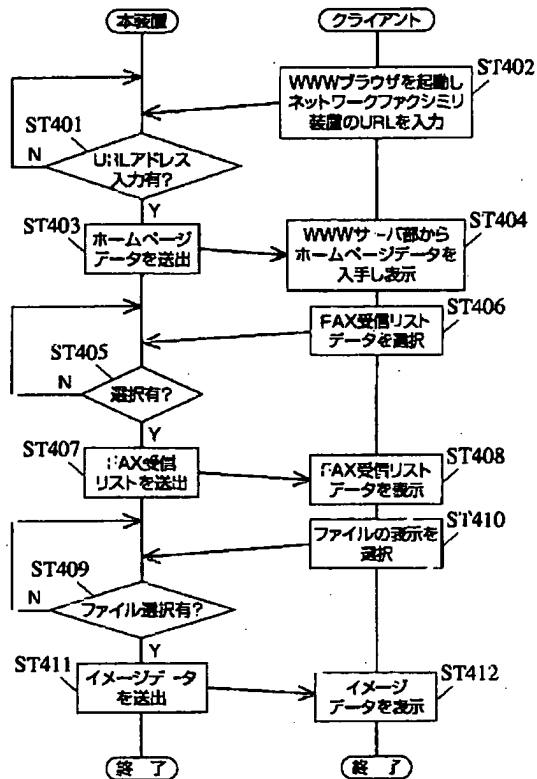 本装置
クライアント
ST402
WWWブラウザを起動し
ネットワークファクシミリ
装置のURLを入力
ST401
N
URLアドレス
入力有?
Y
ST403
ホームページ
データを送出
ST404
WWWサーバ部から
ホームページデータを
入手し表示
ST406
FAX受信リスト
データを選択
ST405
N
選択有?
Y
ST407
FAX受信
リストを送出
ST408
FAX受信リスト
データを表示
ST410
ファイルの表示を
選択
ST409
N
ファイル選択有?
Y
ST411
イメージデータ
を送出
ST412
イメージ
データを表示
終了
終了